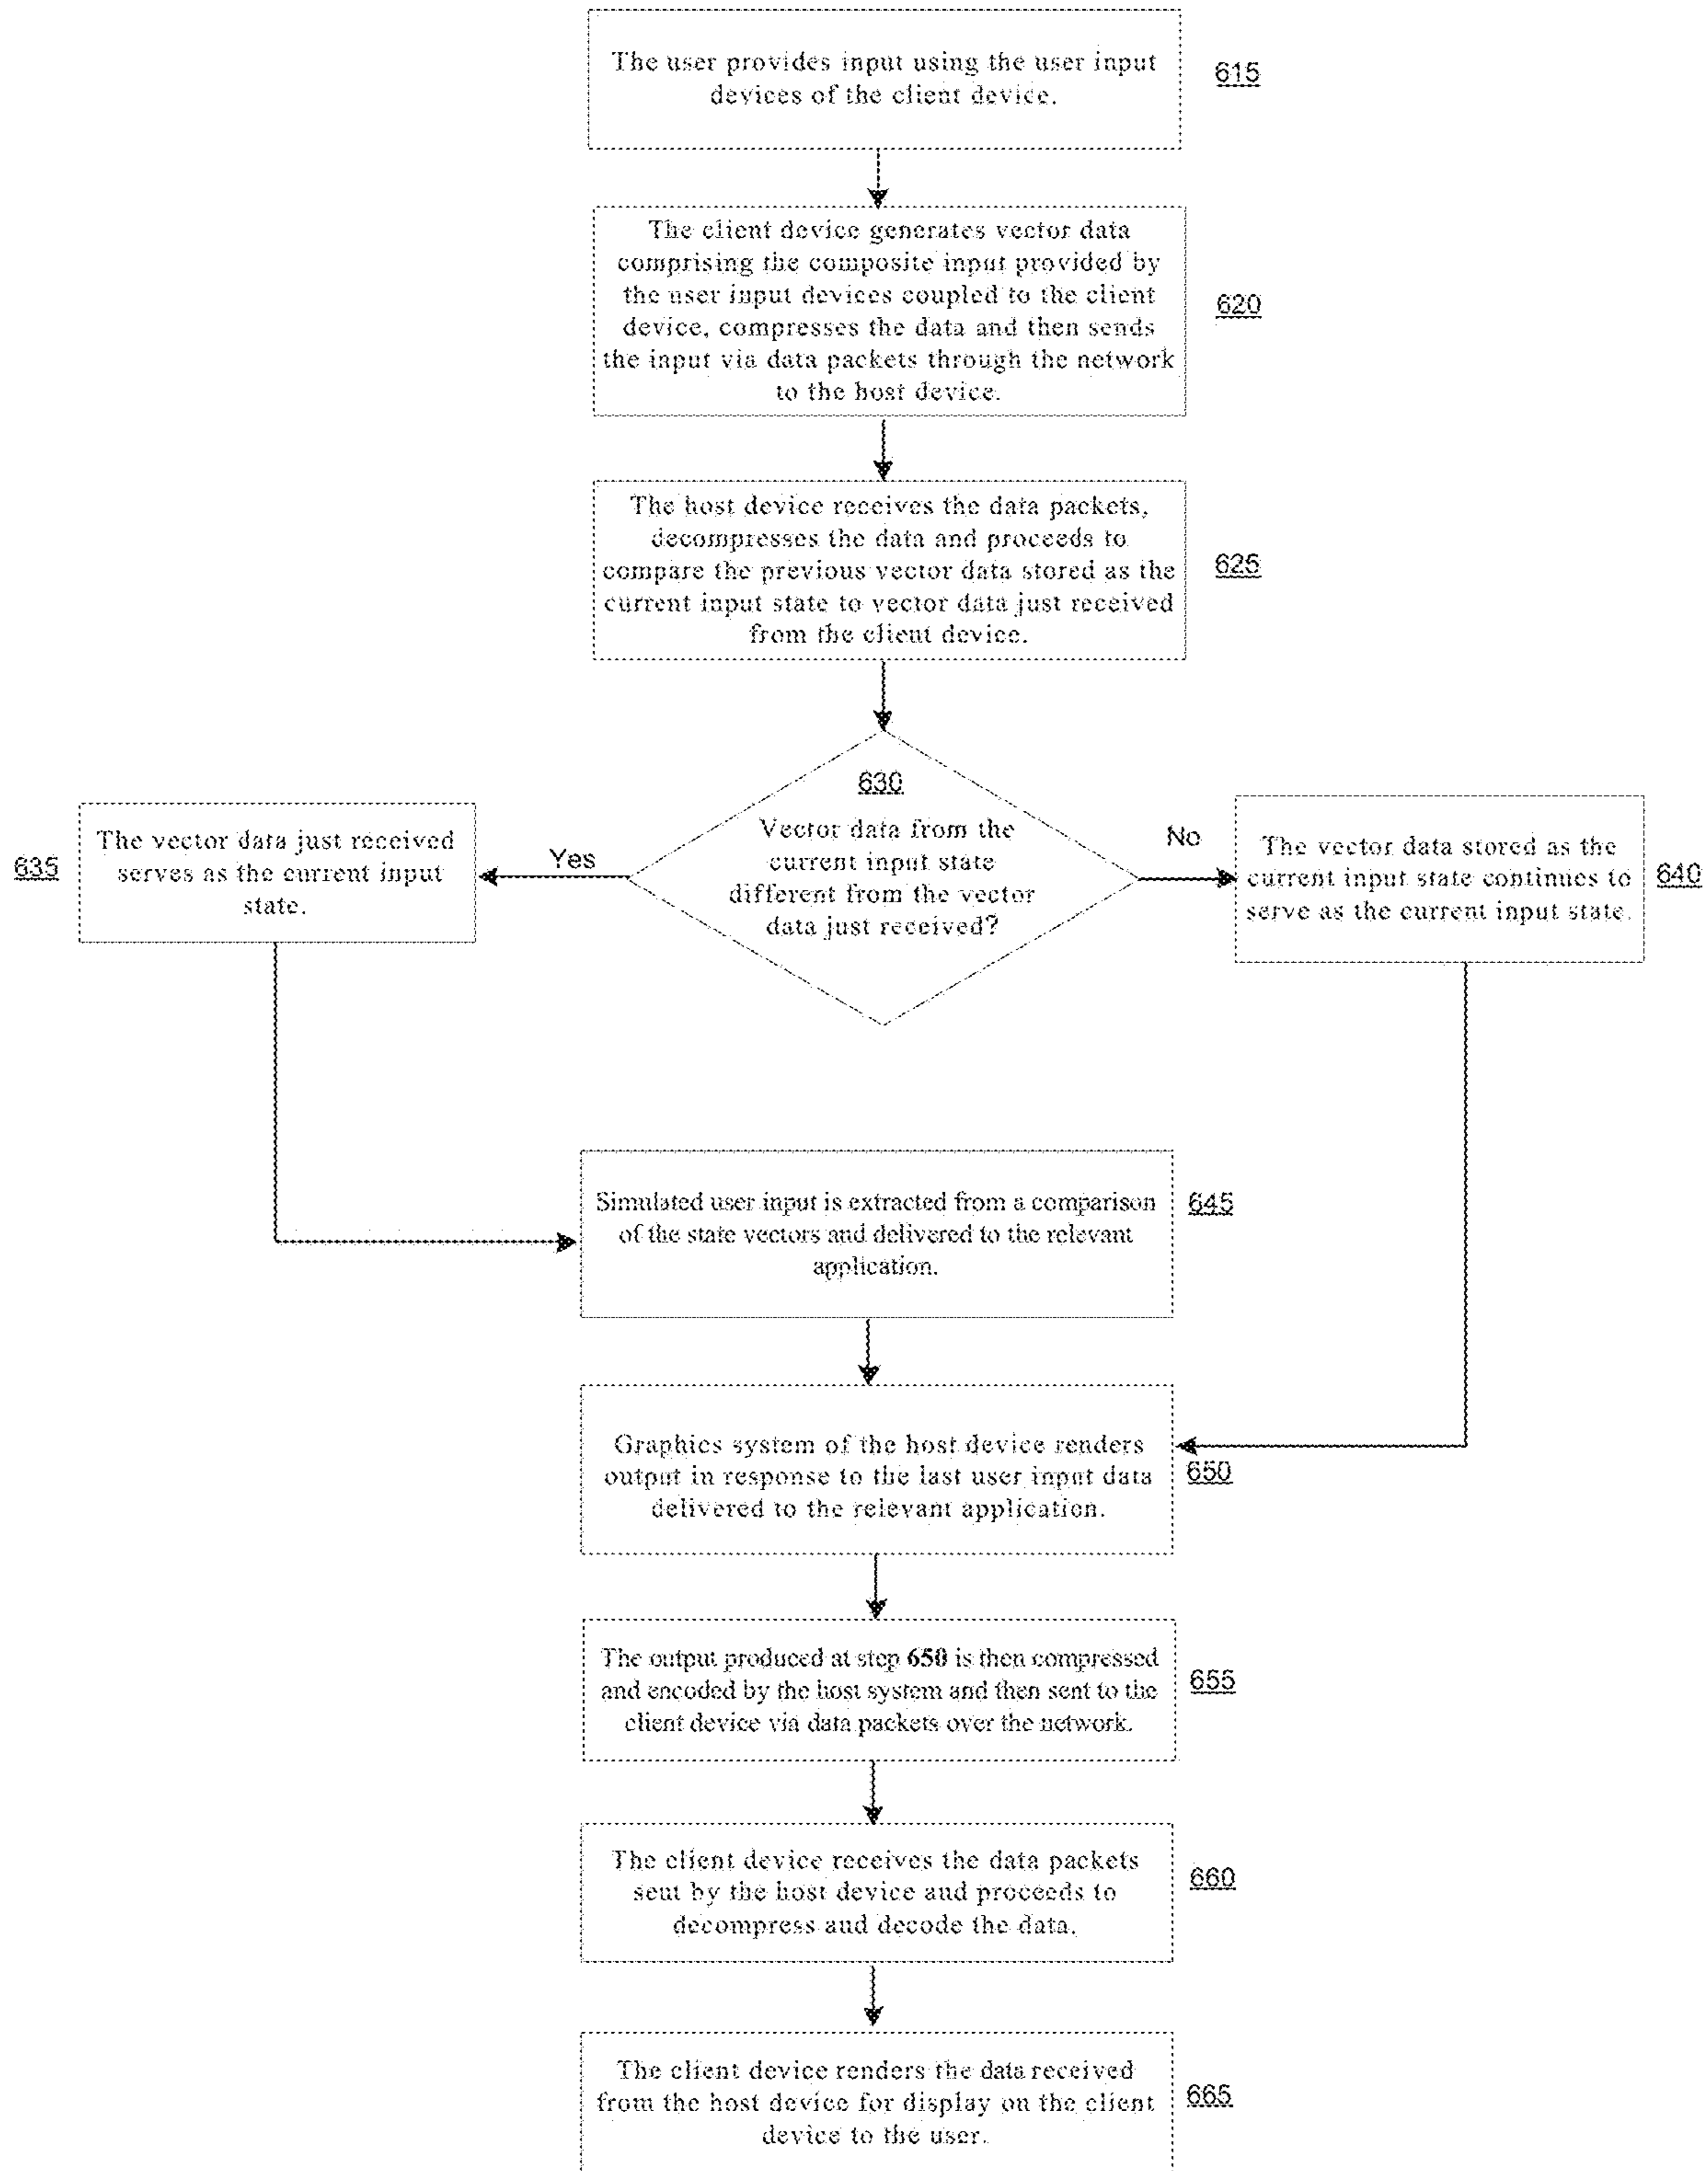 The user provides input using the user input
devices of the client device.
615
The client device generates vector data
comprising the composite input provided by
the user input devices coupled to the client
device, compresses the data and then sends
the input via data packets through the network
to the host device.
620
The host device receives the data packets,
decompresses the data and proceeds to
compare the previous vector data stored as the
current input state to vector data just received
from the client device.
625
630
Vector data from the
current input state
different from the vector
data just received?
Yes
No
635
The vector data just received
serves as the current input
state.
The vector data stored as the
current input state continues to
serve as the current input state.
640
Simulated user input is extracted from a comparison
of the state vectors and delivered to the relevant
application.
645
Graphics system of the host device renders
output in response to the last user input data
delivered to the relevant application.
650
The output produced at step 650 is then compressed
and encoded by the host system and then sent to the
client device via data packets over the network.
655
The client device receives the data packets
sent by the host device and proceeds to
decompress and decode the data.
660
The client device renders the data received
from the host device for display on the client
device to the user.
665